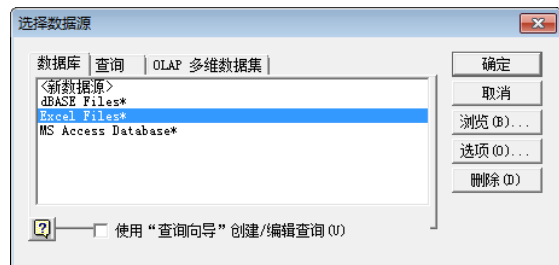 选择数据源
数据库 查询 OLAP 多维数据集
<新数据源>
dBASE Files*
Excel Files*
MS Access Database*
确定
取消
浏览(B)...
选项(O)...
删除(D)
使用“查询向导”创建/编辑查询(U)